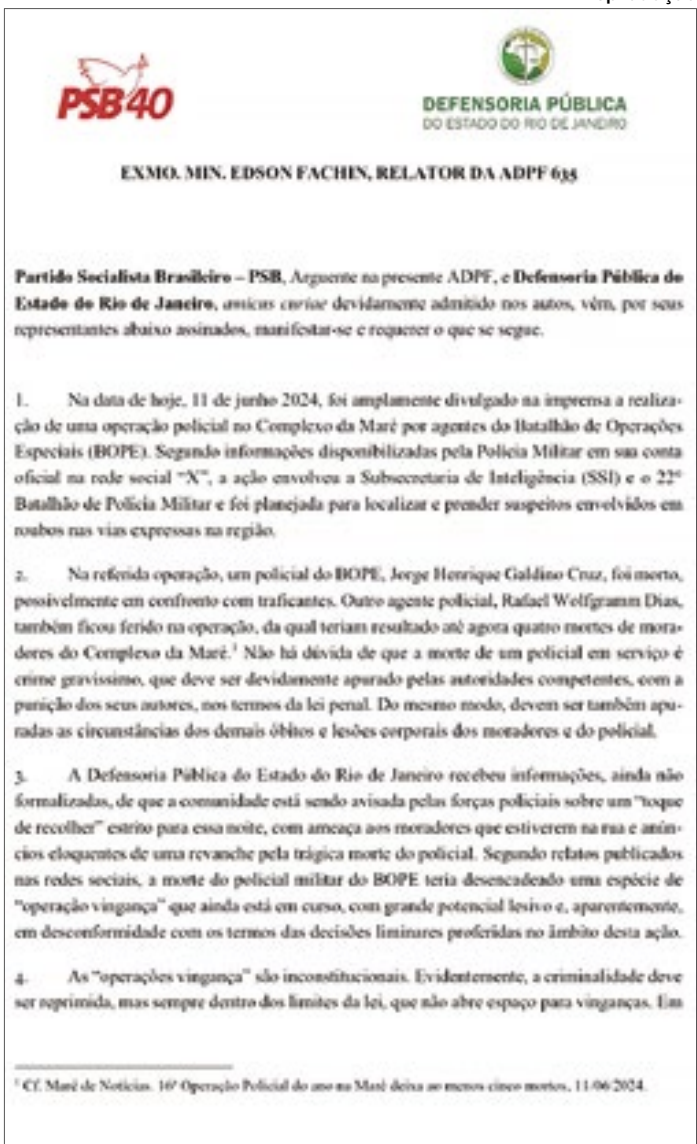 PSB40
DEFENSORIA PÚBLICA
DO ESTADO DO RIO DE JANEIRO
EXMO. MIN. EDSON FACHIN, RELATOR DA ADPF 635
Partido Socialista Brasileiro – PSB, Arguente na presente ADPF, e Defensoria Pública do
Estado do Rio de Janeiro, amicus curiae devidamente admitido nos autos, vêm, por seus
representantes abaixo assinados, manifestar-se e requerer o que se segue.
1. Na data de hoje, 11 de junho 2024, foi amplamente divulgado na imprensa a realiza-
ção de uma operação policial no Complexo da Maré por agentes do Batalhão de Operações
Especiais (BOPE). Segundo informações disponibilizadas pela Polícia Militar em sua conta
oficial na rede social “X”, a ação envolveu a Subsecretaria de Inteligência (SSI) e o 22º
Batalhão de Polícia Militar e foi planejada para localizar e prender suspeitos envolvidos em
roubos nas vias expressas na região.
2. Na referida operação, um policial do BOPE, Jorge Henrique Galdino Cruz, foi morto,
possivelmente em confronto com traficantes. Outro agente policial, Rafael Wolfgramm Dias,
também ficou ferido na operação, da qual teriam resultado até agora quatro mortes de mora-
dores do Complexo da Maré.¹ Não há dúvida de que a morte de um policial em serviço é
crime gravíssimo, que deve ser devidamente apurado pelas autoridades competentes, com a
punição dos seus autores, nos termos da lei penal. Do mesmo modo, devem ser também apu-
radas as circunstâncias dos demais óbitos e lesões corporais dos moradores e do policial.
3. A Defensoria Pública do Estado do Rio de Janeiro recebeu informações, ainda não
formalizadas, de que a comunidade está sendo avisada pelas forças policiais sobre um “toque
de recolher” estrito para essa noite, com ameaça aos moradores que estiverem na rua e anún-
cios eloquentes de uma revanche pela trágica morte do policial. Segundo relatos publicados
nas redes sociais, a morte do policial militar do BOPE teria desencadeado uma espécie de
“operação vingança” que ainda está em curso, com grande potencial lesivo e, aparentemente,
em desconformidade com os termos das decisões liminares proferidas no âmbito desta ação.
4. As “operações vingança” são inconstitucionais. Evidentemente, a criminalidade deve
ser reprimida, mas sempre dentro dos limites da lei, que não abre espaço para vinganças. Em
¹ Cf. Maré de Notícias. 16ª Operação Policial do ano na Maré deixa ao menos cinco mortos, 11/06/2024.